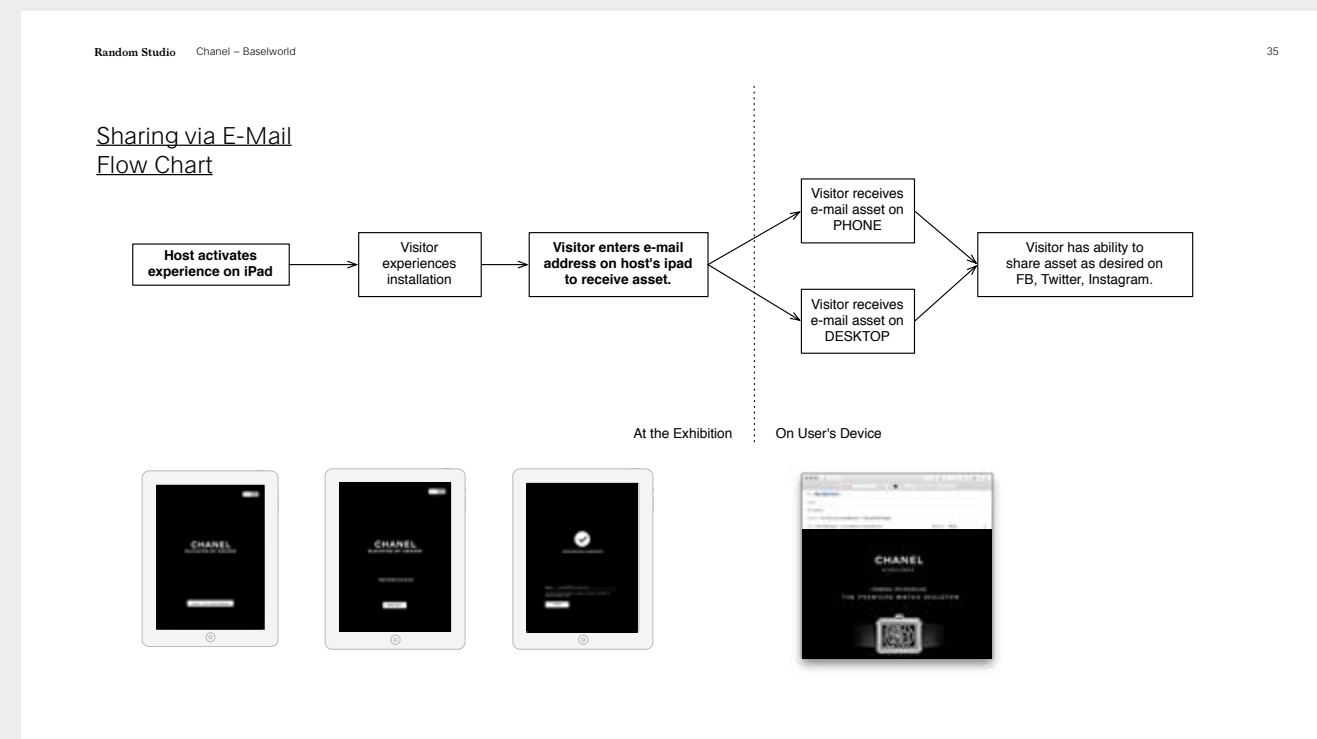 Random Studio
Chanel – Baselworld
35
Sharing via E-Mail
Flow Chart
Host activates
experience on iPad
Visitor
experiences
installation
Visitor enters e-mail
address on host's ipad
to receive asset.
Visitor receives
e-mail asset on
PHONE
Visitor receives
e-mail asset on
DESKTOP
Visitor has ability to
share asset as desired on
FB, Twitter, Instagram.
At the Exhibition
On User's Device
CHANEL
CHANEL
CHANEL